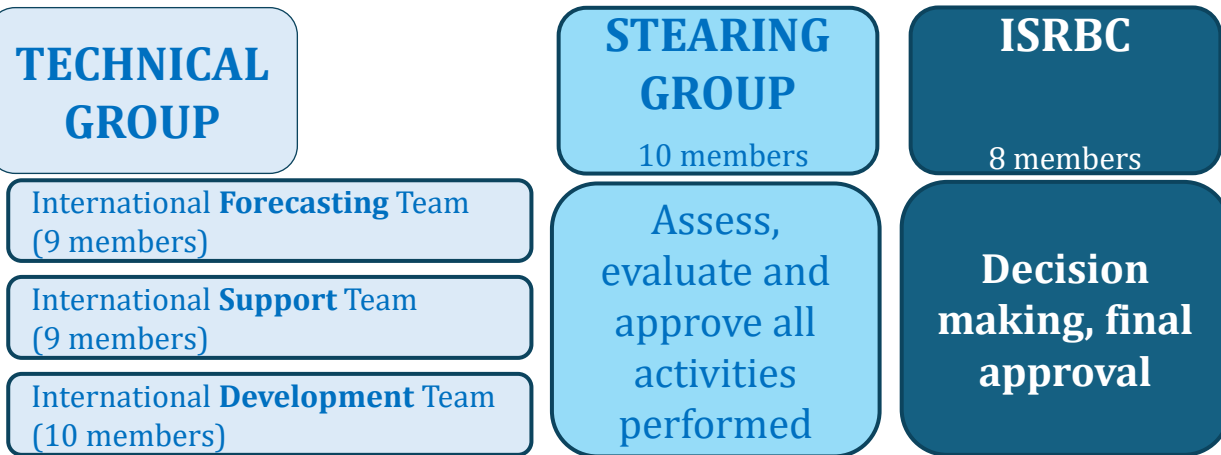 TECHNICAL
GROUP
International Forecasting Team
(9 members)
International Support Team
(9 members)
International Development Team
(10 members)
STEARING
GROUP
10 members
Assess,
evaluate and
approve all
activities
performed
ISRBC
8 members
Decision
making, final
approval